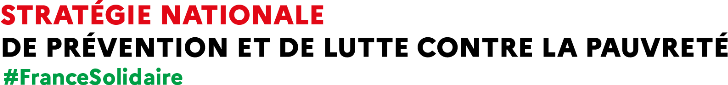 STRATÉGIE NATIONALE
DE PRÉVENTION ET DE LUTTE CONTRE LA PAUVRETÉ
#FranceSolidaire